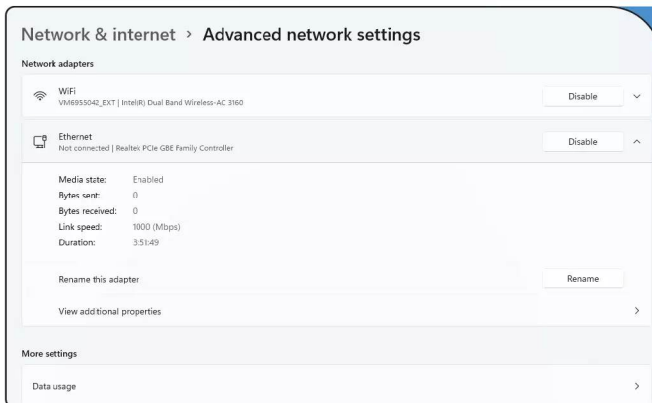 Network & internet > Advanced network settings
Network adapters
WiFi
Disable
VM6955042_EXT | Intel(R) Dual Band Wireless-AC 3160
Ethernet
Disable
Not connected | Realtek PCIe GBE Family Controller
Media state: Enabled
Bytes sent: 0
Bytes received: 0
Link speed: 1000 (Mbps)
Duration: 3:51:49
Rename this adapter
Rename
View additional properties
More settings
Data usage